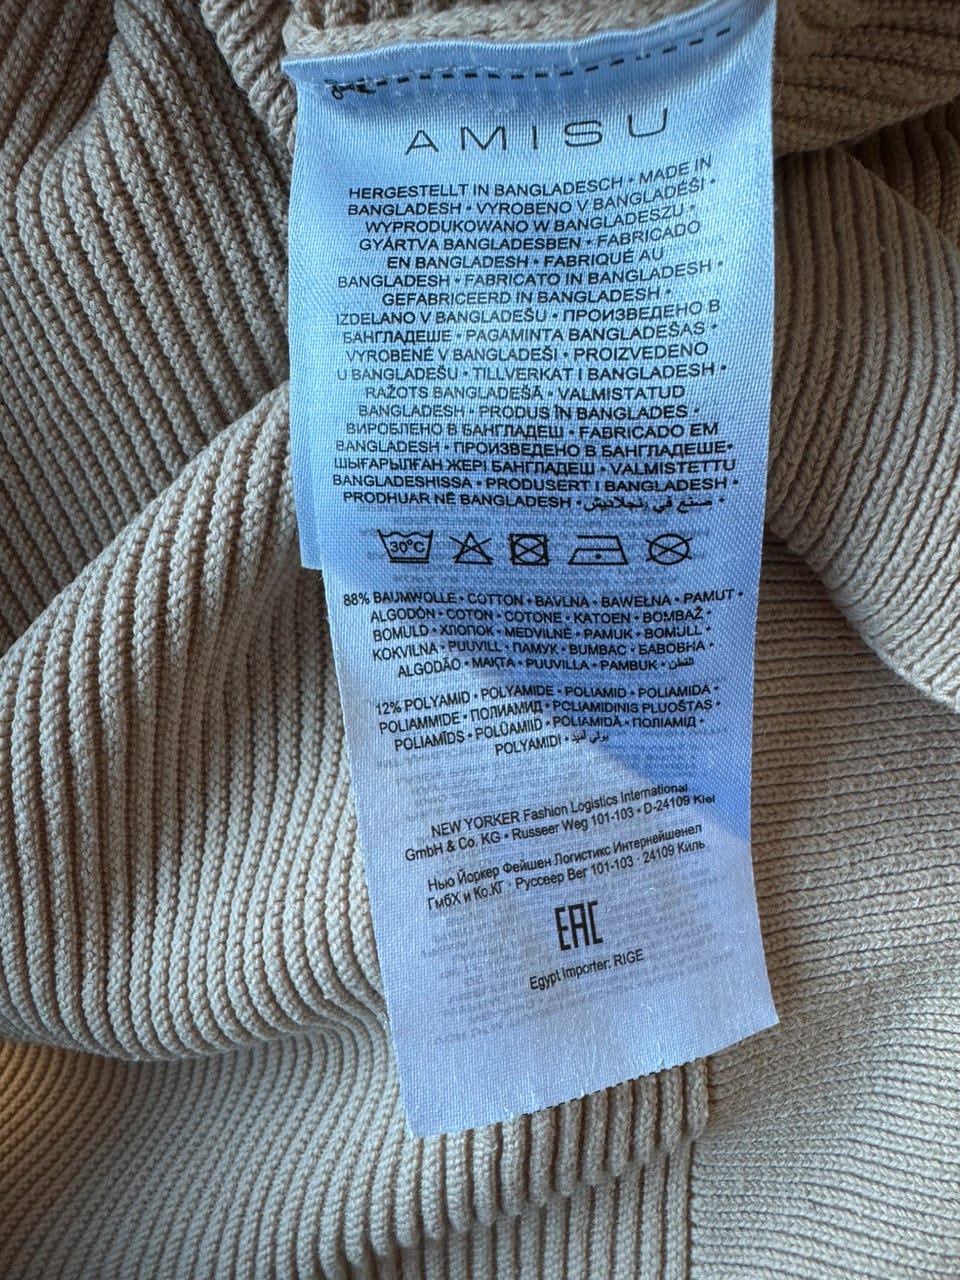 AMISU
HERGESTELLT IN BANGLADESCH • MADE IN
BANGLADESH • VYROBENO V BANGLADÉŠI •
WYPRODUKOWANO W BANGLADESZU •
GYÁRTVA BANGLADESBEN • FABRICADO
EN BANGLADESH • FABRIQUÉ AU
BANGLADESH • FABRICATO IN BANGLADESH •
GEFABRICEERD IN BANGLADESH •
IZDELANO V BANGLADEŠU • ПРОИЗВЕДЕНО В
БАНГЛАДЕШЕ • PAGAMINTA BANGLADEŠAS •
VYROBENÉ V BANGLADÉŠI • PROIZVEDENO
U BANGLADEŠU • TILLVERKAT I BANGLADESH •
RAŽOTS BANGLADEŠĀ • VALMISTATUD
BANGLADESH • PRODUS ÎN BANGLADES •
ВИРОБЛЕНО В БАНГЛАДЕШ • FABRICADO EM
BANGLADESH • ПРОИЗВЕДЕНО В БАНГЛАДЕШЕ•
ШЫҒАРЫЛҒАН ЖЕРІ БАНГЛАДЕШ • VALMISTETTU
BANGLADESHISSA • PRODUSERT I BANGLADESH •
PRODHUAR NË BANGLADESH • صنع في بنجلاديش •
30°C
88% BAUMWOLLE • COTTON • BAVLNA • BAWEŁNA • PAMUT •
ALGODÓN • COTON • COTONE • KATOEN • BOMBAŽ •
BOMULD • ХЛОПОК • MEDVILNĖ • PAMUK • BOMULL •
KOKVILNA • PUUVILL • ПАМУК • BUMBAC • БАВОВНА •
ALGODÃO • МАҚТА • PUUVILLA • PAMBUK • القطن
12% POLYAMID • POLYAMIDE • POLIAMID • POLIAMIDA •
POLIAMMIDE • ПОЛИАМИД • POLIAMIDINIS PLUOŠTAS •
POLIAMĪDS • POLÜAMIID • POLIAMIDĂ • ПОЛІАМІД •
POLYAMIDI • بولي أميد
NEW YORKER Fashion Logistics International
GmbH & Co. KG • Russeer Weg 101-103 • D-24109 Kiel
Нью Йоркер Фейшен Логистикс Интернейшенел
ГмбХ и Ко.КГ · Руссеер Вег 101-103 · 24109 Киль
EAC
Egypt Importer: RIGE